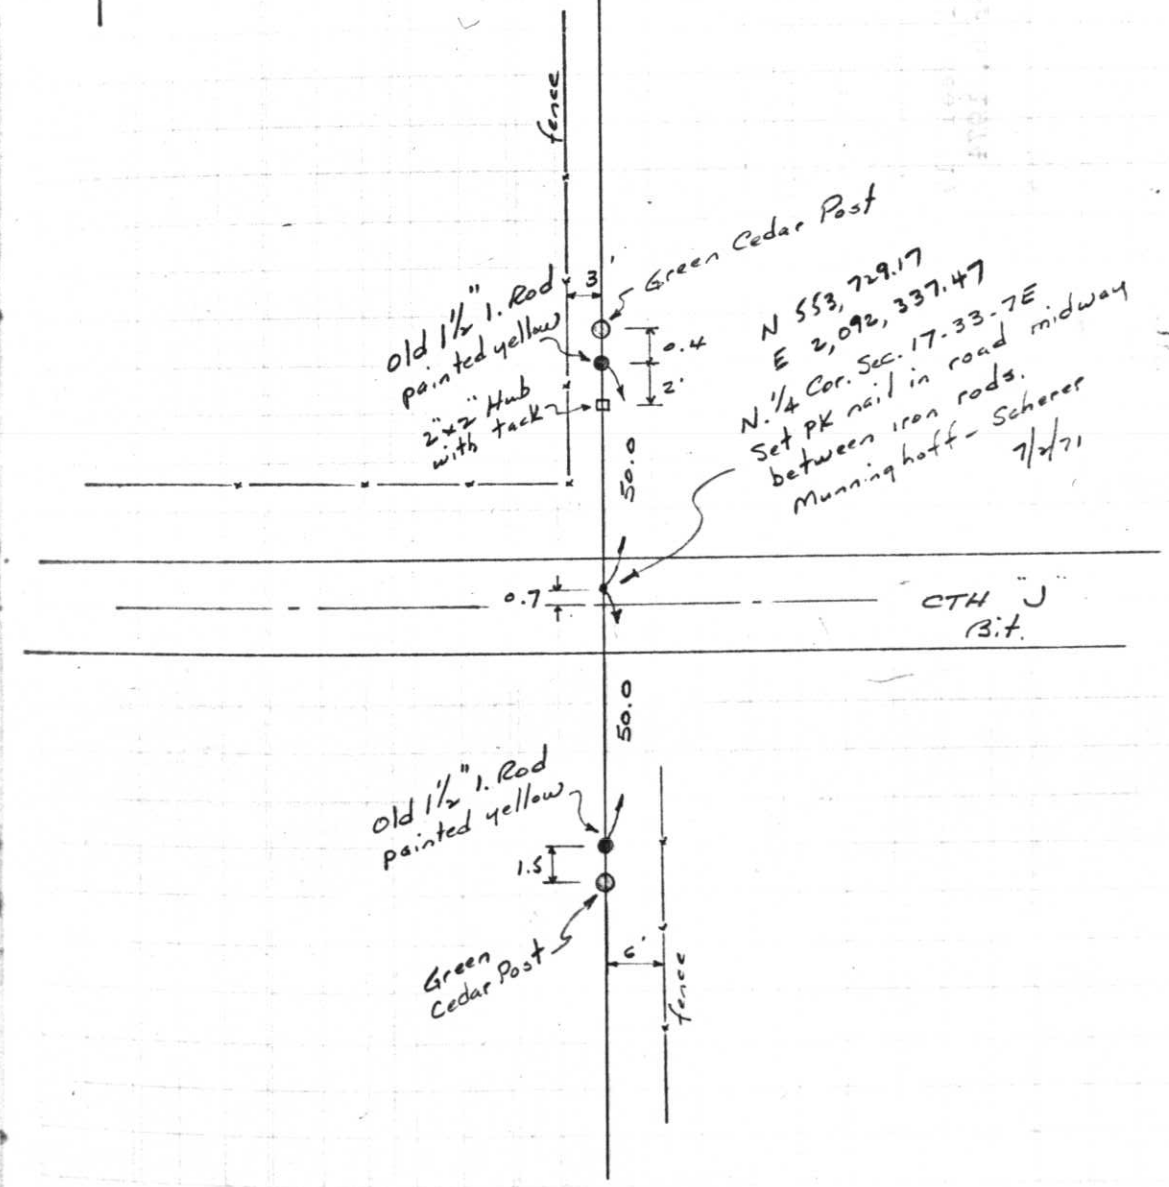 fence
Green Cedar Post
3'
Old 1½" I. Rod
painted yellow
0.4
2'
2"x2" Hub
with tack
N 553,729.17
E 2,092,337.47
N. ¼ Cor. Sec. 17-33-7E
Set PK nail in road midway
between iron rods.
Munninghoff - Scherer
7/2/71
50.0
0.7
CTH "J"
Bit.
50.0
Old 1½" I. Rod
painted yellow
1.5
Green
Cedar Post
6'
fence